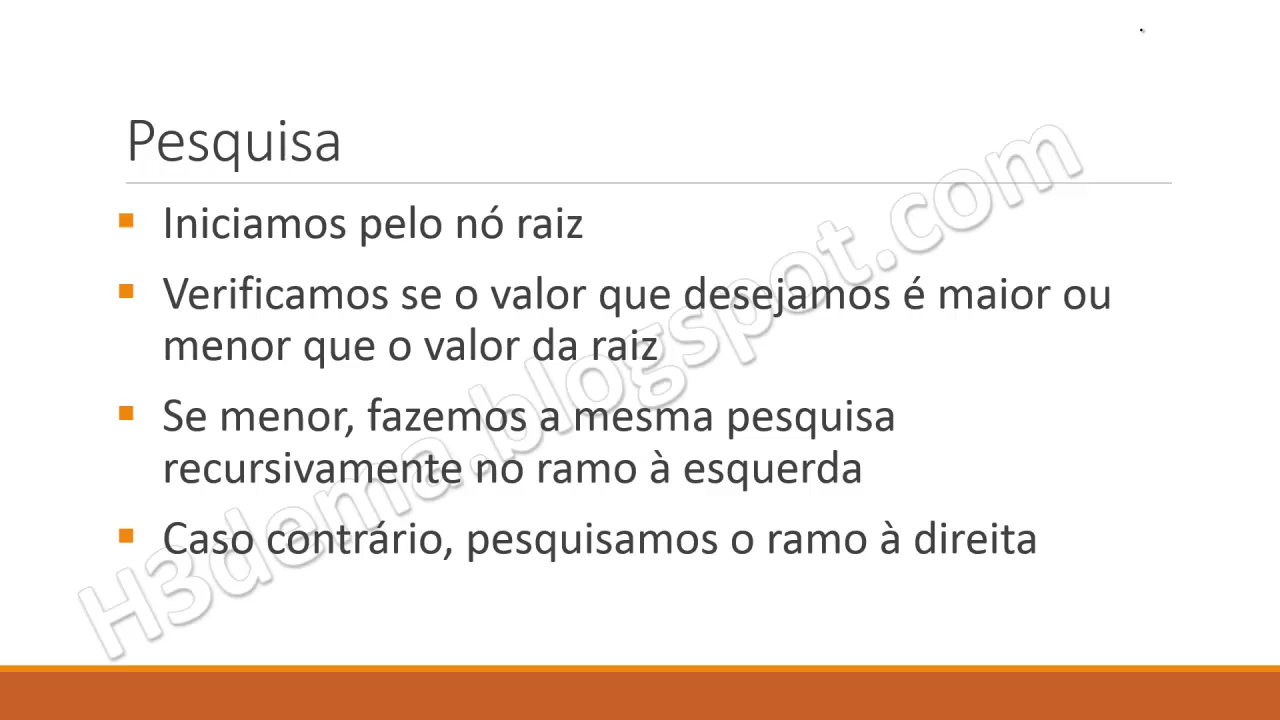 Pesquisa
Iniciamos pelo nó raiz
Verificamos se o valor que desejamos é maior ou
menor que o valor da raiz
Se menor, fazemos a mesma pesquisa
recursivamente no ramo à esquerda
Caso contrário, pesquisamos o ramo à direita
H3dema.blogspot.com